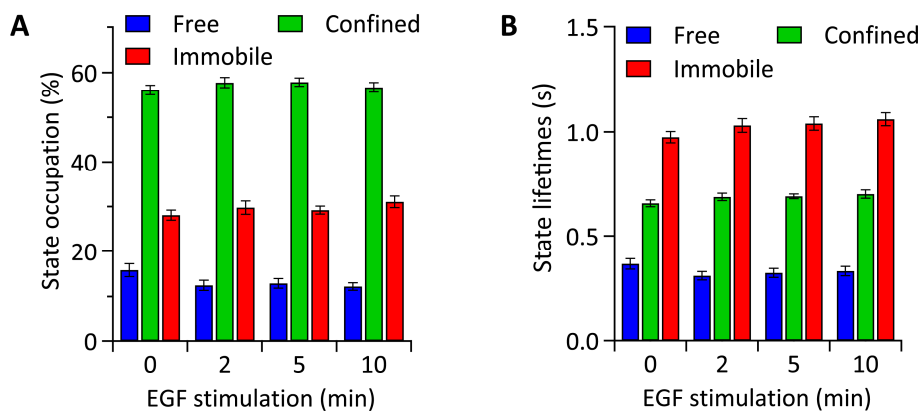 A
Free
Confined
Immobile
State occupation (%)
60
40
20
0
0 2 5 10
EGF stimulation (min)
B
Free
Confined
Immobile
State lifetimes (s)
1.5
1.0
0.5
0.0
0 2 5 10
EGF stimulation (min)